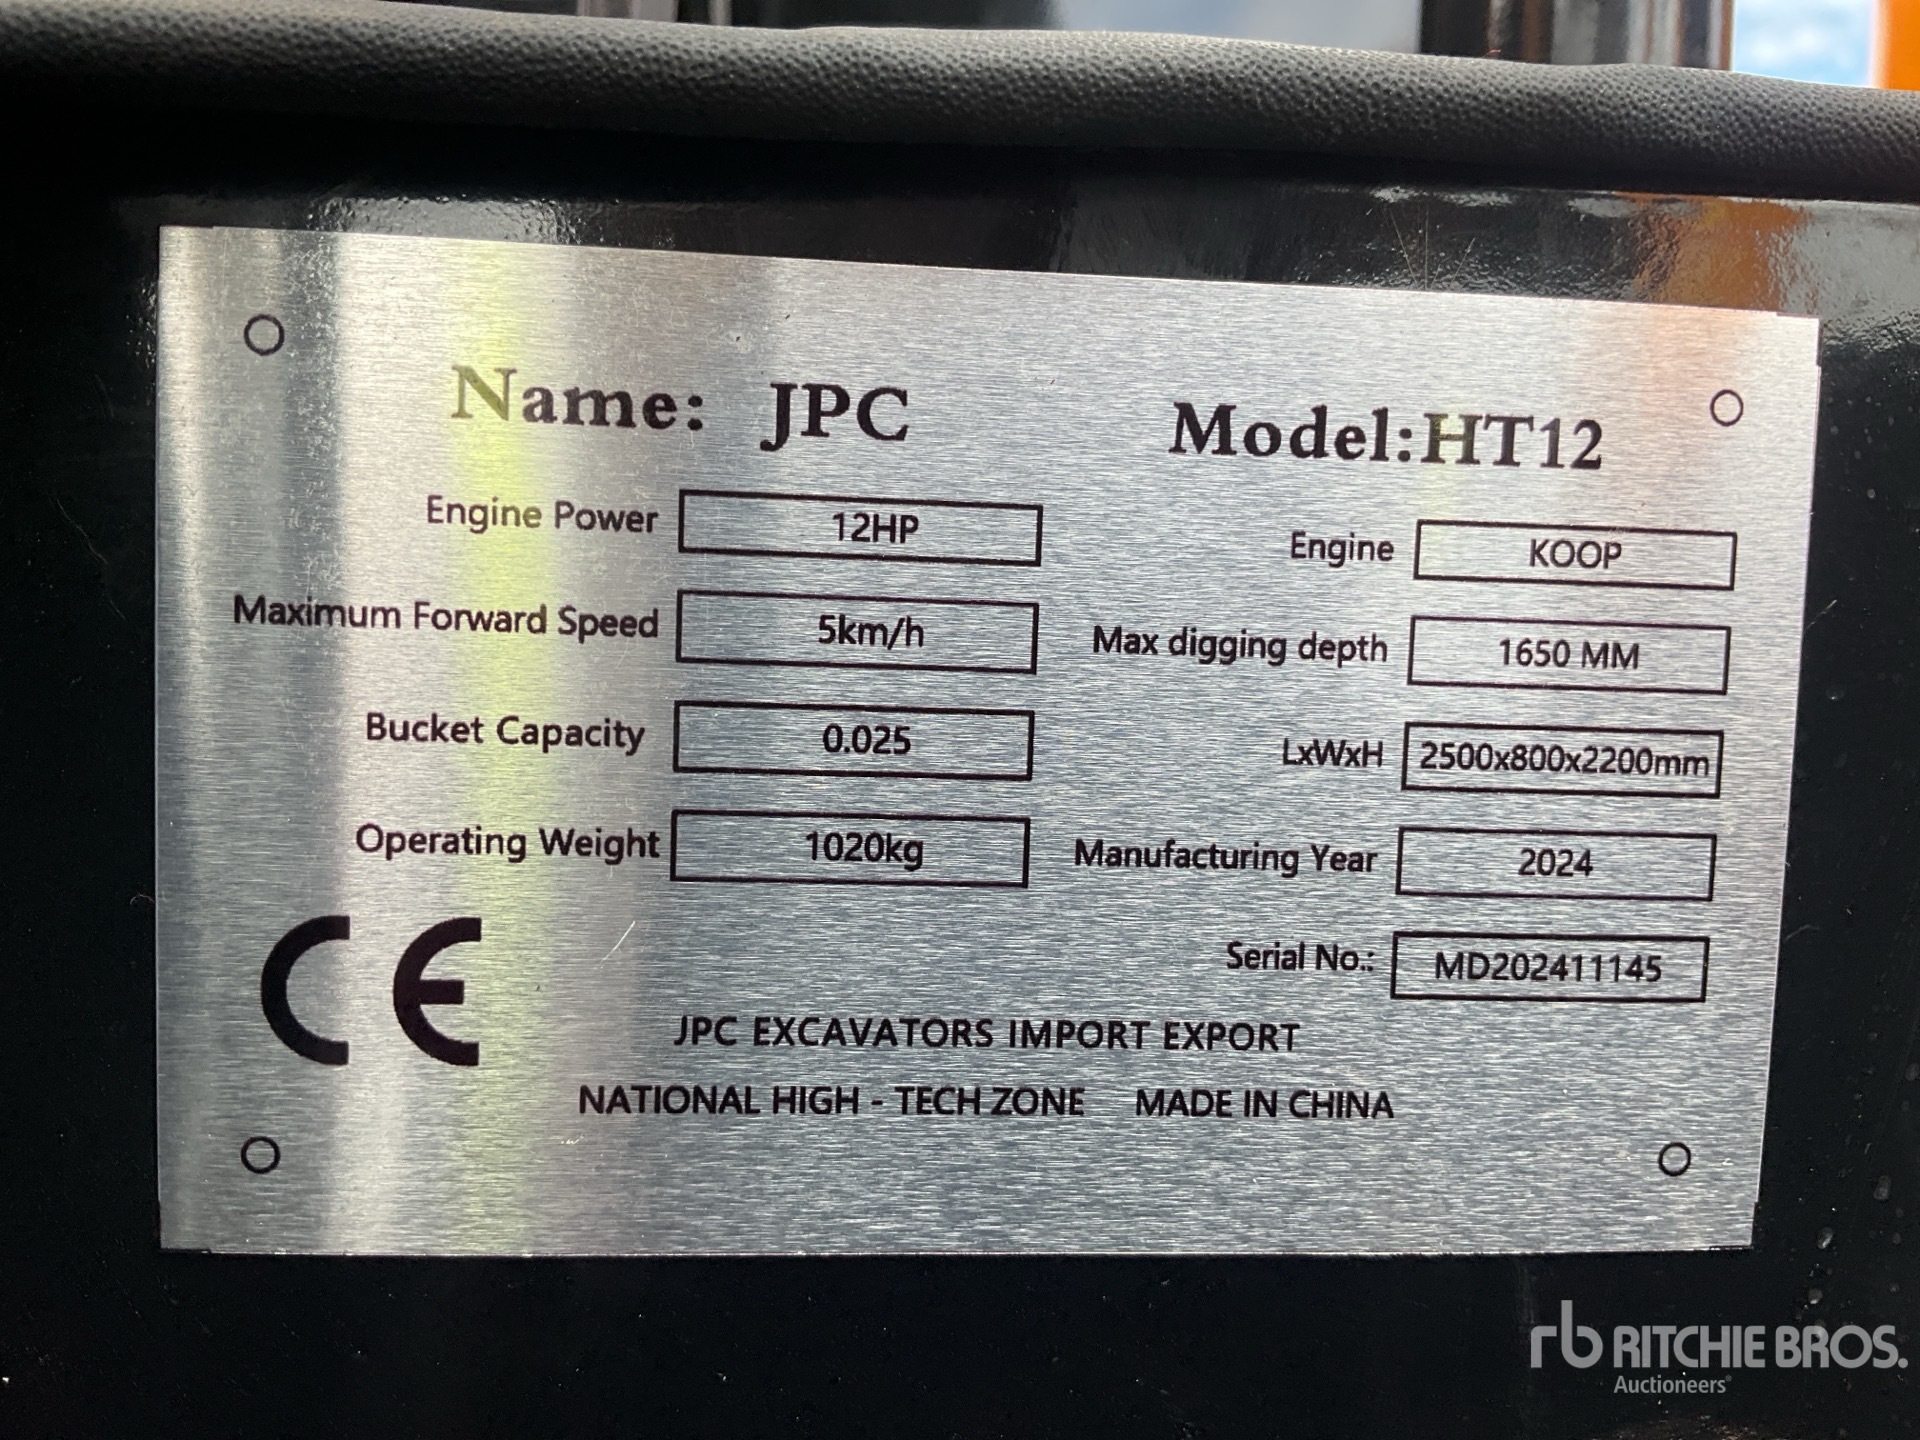 Name: JPC Model:HT12
Engine Power 12HP Engine KOOP
Maximum Forward Speed 5km/h Max digging depth 1650 MM
Bucket Capacity 0.025 LxWxH 2500x800x2200mm
Operating Weight 1020kg Manufacturing Year 2024
CE Serial No.: MD202411145
JPC EXCAVATORS IMPORT EXPORT
NATIONAL HIGH - TECH ZONE MADE IN CHINA
rb RITCHIE BROS.
Auctioneers®